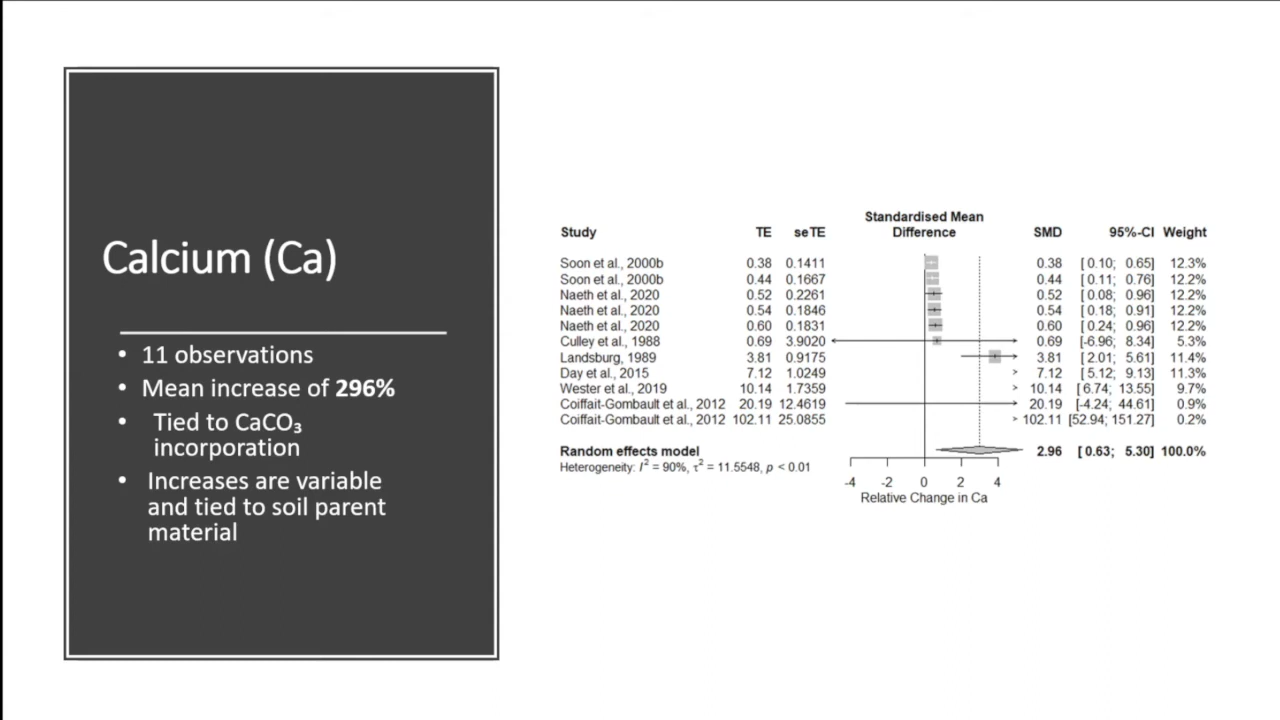 Calcium (Ca)
• 11 observations
• Mean increase of 296%
• Tied to CaCO₃
incorporation
• Increases are variable
and tied to soil parent
material
Standardised Mean
Study TE seTE Difference SMD 95%-CI Weight
Soon et al., 2000b 0.38 0.1411 0.38 [ 0.10; 0.65] 12.3%
Soon et al., 2000b 0.44 0.1667 0.44 [ 0.11; 0.76] 12.2%
Naeth et al., 2020 0.52 0.2261 0.52 [ 0.08; 0.96] 12.2%
Naeth et al., 2020 0.54 0.1846 0.54 [ 0.18; 0.91] 12.2%
Naeth et al., 2020 0.60 0.1831 0.60 [ 0.24; 0.96] 12.2%
Culley et al., 1988 0.69 3.9020 0.69 [-6.96; 8.34] 5.3%
Landsburg, 1989 3.81 0.9175 3.81 [ 2.01; 5.61] 11.4%
Day et al., 2015 7.12 1.0249 7.12 [ 5.12; 9.13] 11.3%
Wester et al., 2019 10.14 1.7359 10.14 [ 6.74; 13.55] 9.7%
Coiffait-Gombault et al., 2012 20.19 12.4619 20.19 [-4.24; 44.61] 0.9%
Coiffait-Gombault et al., 2012 102.11 25.0855 102.11 [52.94; 151.27] 0.2%
Random effects model 2.96 [ 0.63; 5.30] 100.0%
Heterogeneity: I² = 90%, τ² = 11.5548, p < 0.01
-4 -2 0 2 4
Relative Change in Ca